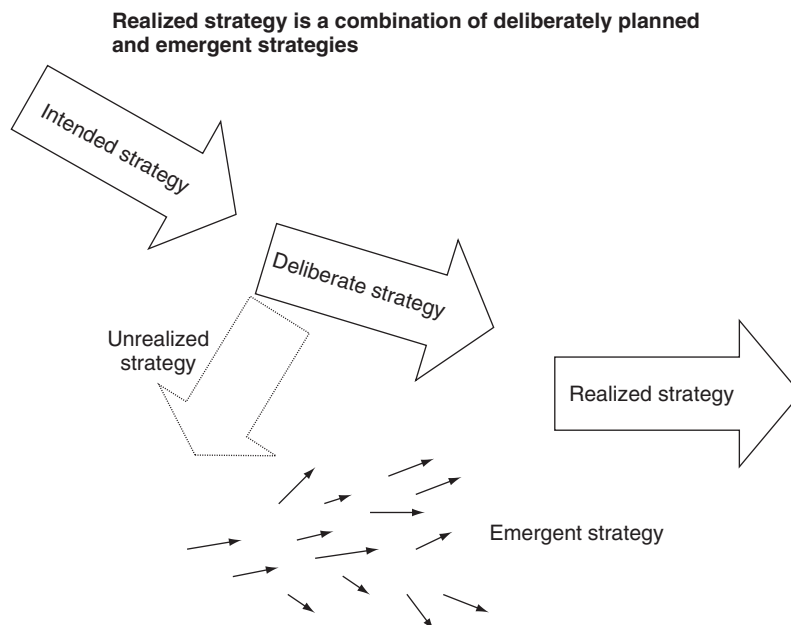 Realized strategy is a combination of deliberately planned
and emergent strategies
Intended strategy
Deliberate strategy
Unrealized
strategy
Realized strategy
Emergent strategy